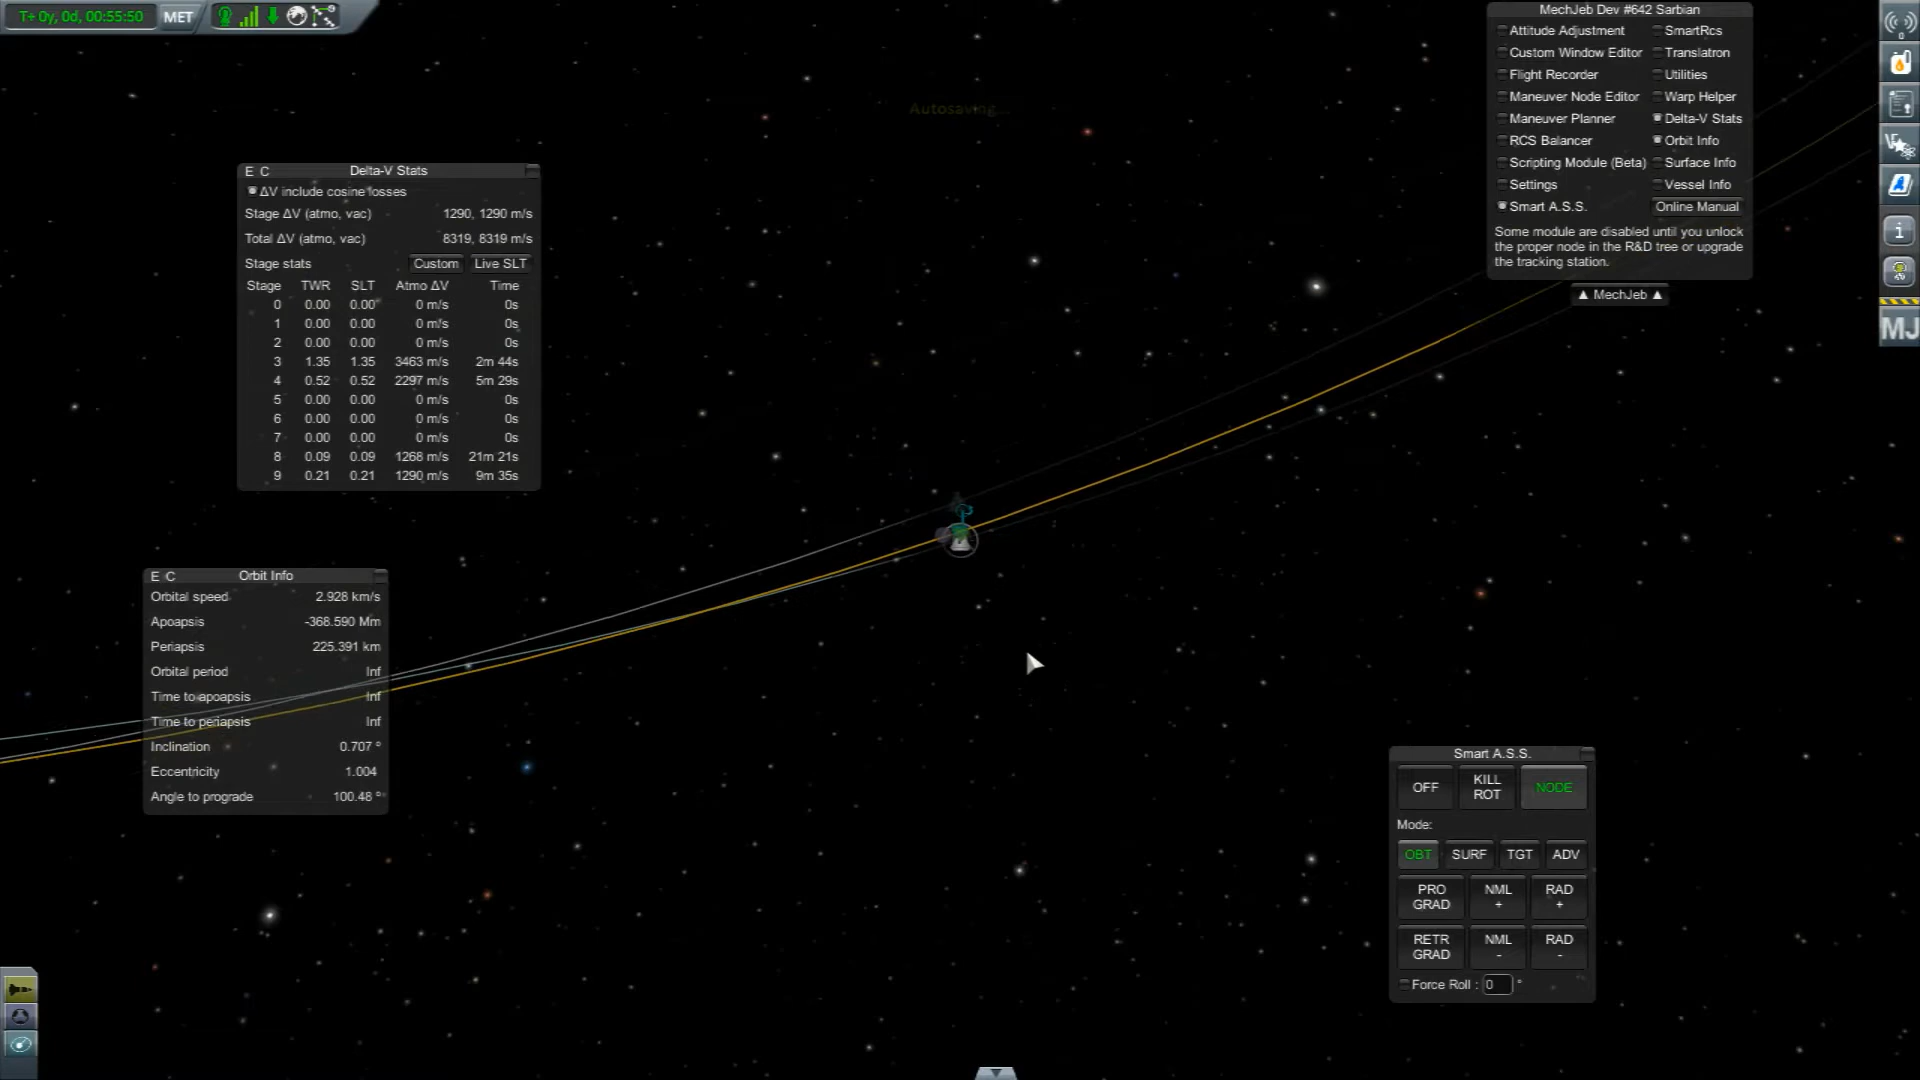 T+ 0y, 0d, 00:55:50 MET
Autosaving...
MechJeb Dev #642 Sarbian
Attitude Adjustment SmartRcs
Custom Window Editor Translatron
Flight Recorder Utilities
Maneuver Node Editor Warp Helper
Maneuver Planner Delta-V Stats
RCS Balancer Orbit Info
Scripting Module (Beta) Surface Info
Settings Vessel Info
Smart A.S.S. Online Manual
Some module are disabled until you unlock
the proper node in the R&D tree or upgrade
the tracking station.
▲ MechJeb ▲
0
i
MJ
E C Delta-V Stats
ΔV include cosine losses
Stage ΔV (atmo, vac) 1290, 1290 m/s
Total ΔV (atmo, vac) 8319, 8319 m/s
Stage stats Custom Live SLT
Stage TWR SLT Atmo ΔV Time
0 0.00 0.00 0 m/s 0s
1 0.00 0.00 0 m/s 0s
2 0.00 0.00 0 m/s 0s
3 1.35 1.35 3463 m/s 2m 44s
4 0.52 0.52 2297 m/s 5m 29s
5 0.00 0.00 0 m/s 0s
6 0.00 0.00 0 m/s 0s
7 0.00 0.00 0 m/s 0s
8 0.09 0.09 1268 m/s 21m 21s
9 0.21 0.21 1290 m/s 9m 35s
E C Orbit Info
Orbital speed 2.928 km/s
Apoapsis -368.590 Mm
Periapsis 225.391 km
Orbital period Inf
Time to apoapsis Inf
Time to periapsis Inf
Inclination 0.707 °
Eccentricity 1.004
Angle to prograde 100.48 °
Smart A.S.S.
OFF KILL ROT NODE
Mode:
OBT SURF TGT ADV
PRO GRAD NML + RAD +
RETR GRAD NML - RAD -
Force Roll : 0 °